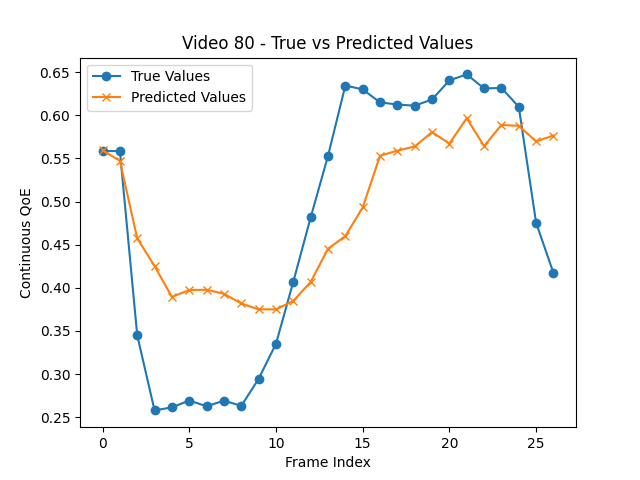 Video 80 - True vs Predicted Values
True Values
Predicted Values
Continuous QoE
0.65
0.60
0.55
0.50
0.45
0.40
0.35
0.30
0.25
0 5 10 15 20 25
Frame Index